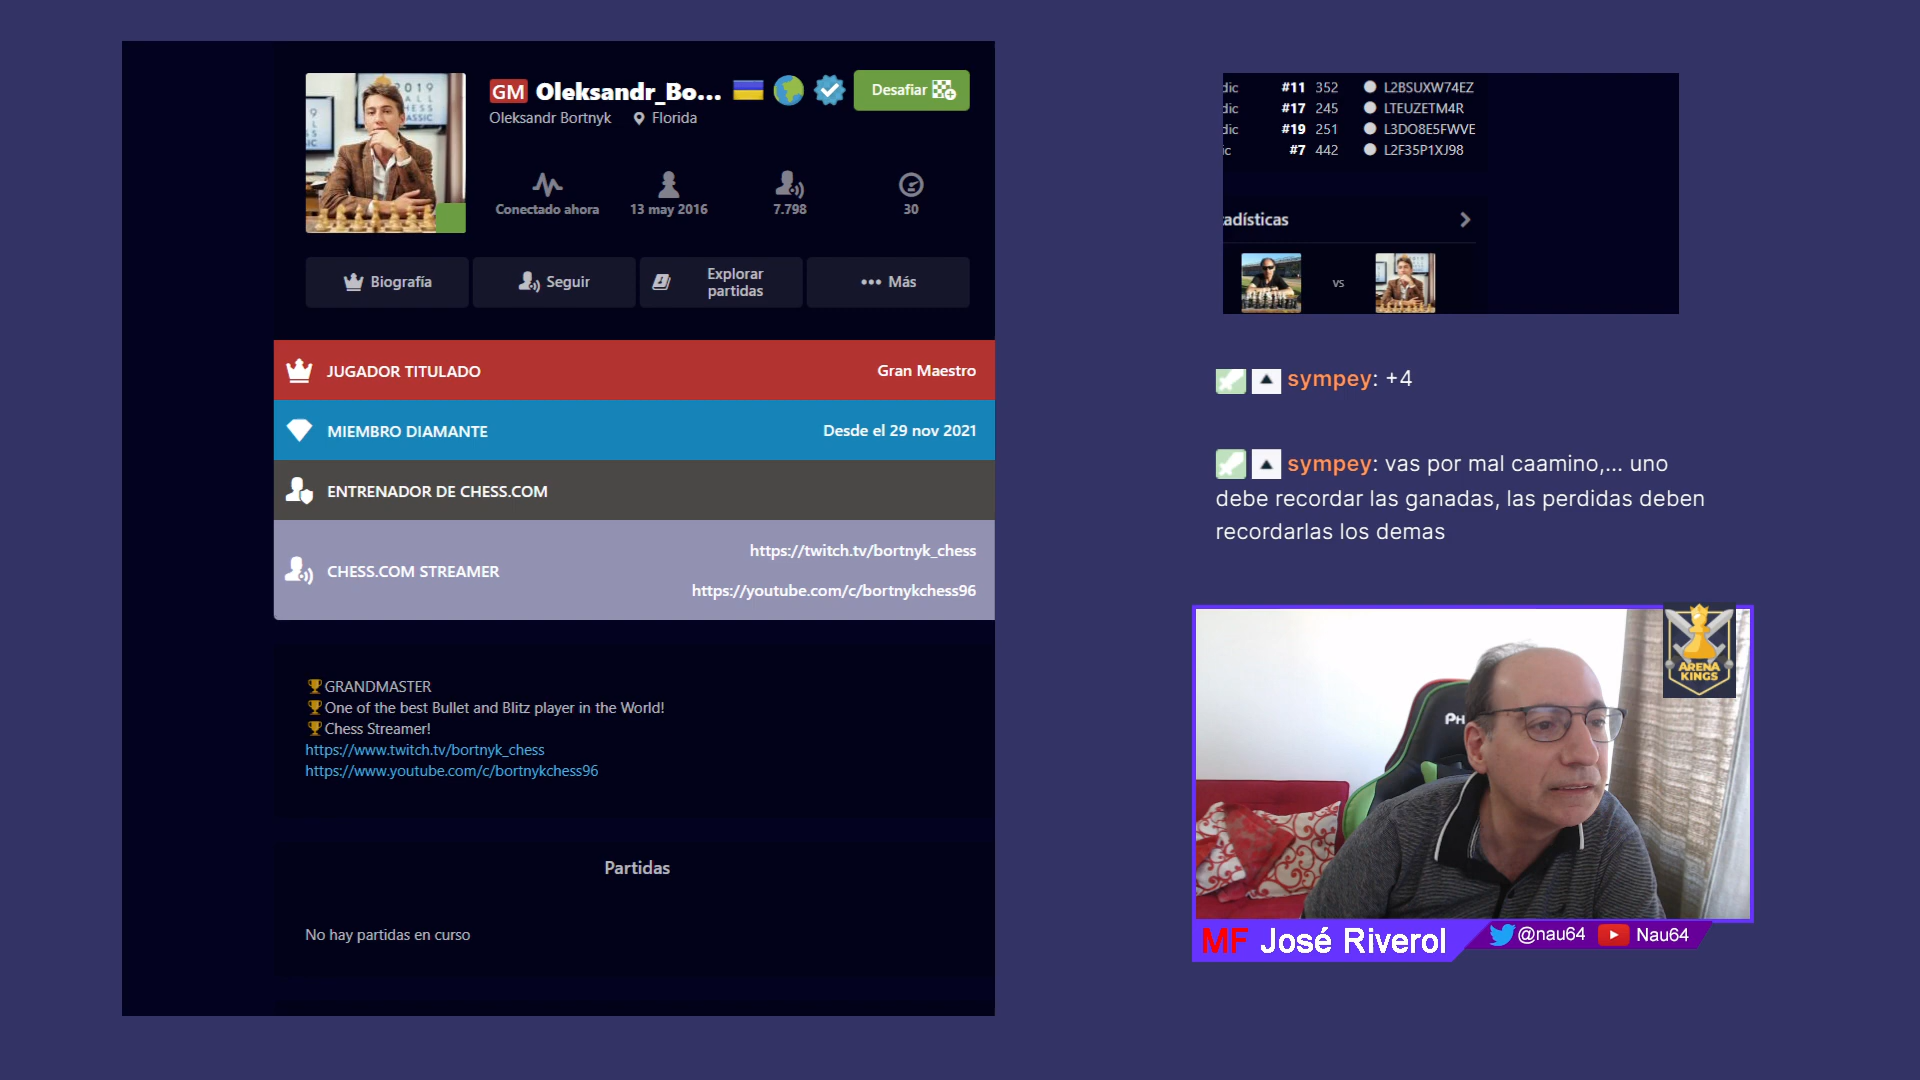 GM Oleksandr_Bo...
Desafiar
Oleksandr Bortnyk Florida
Conectado ahora
13 may 2016
7.798
30
Biografía
Seguir
Explorar
partidas
Más
JUGADOR TITULADO
Gran Maestro
MIEMBRO DIAMANTE
Desde el 29 nov 2021
ENTRENADOR DE CHESS.COM
CHESS.COM STREAMER
https://twitch.tv/bortnyk_chess
https://youtube.com/c/bortnykchess96
GRANDMASTER
One of the best Bullet and Blitz player in the World!
Chess Streamer!
https://www.twitch.tv/bortnyk_chess
https://www.youtube.com/c/bortnykchess96
Partidas
No hay partidas en curso
dic #11 352 L2BSUXW74EZ
dic #17 245 LTEUZETM4R
dic #19 251 L3DO8E5FWVE
ic #7 442 L2F35P1XJ98
adísticas
vs
sympey: +4
sympey: vas por mal caamino,... uno
debe recordar las ganadas, las perdidas deben
recordarlas los demas
ARENA
KINGS
MF José Riverol
@nau64
Nau64